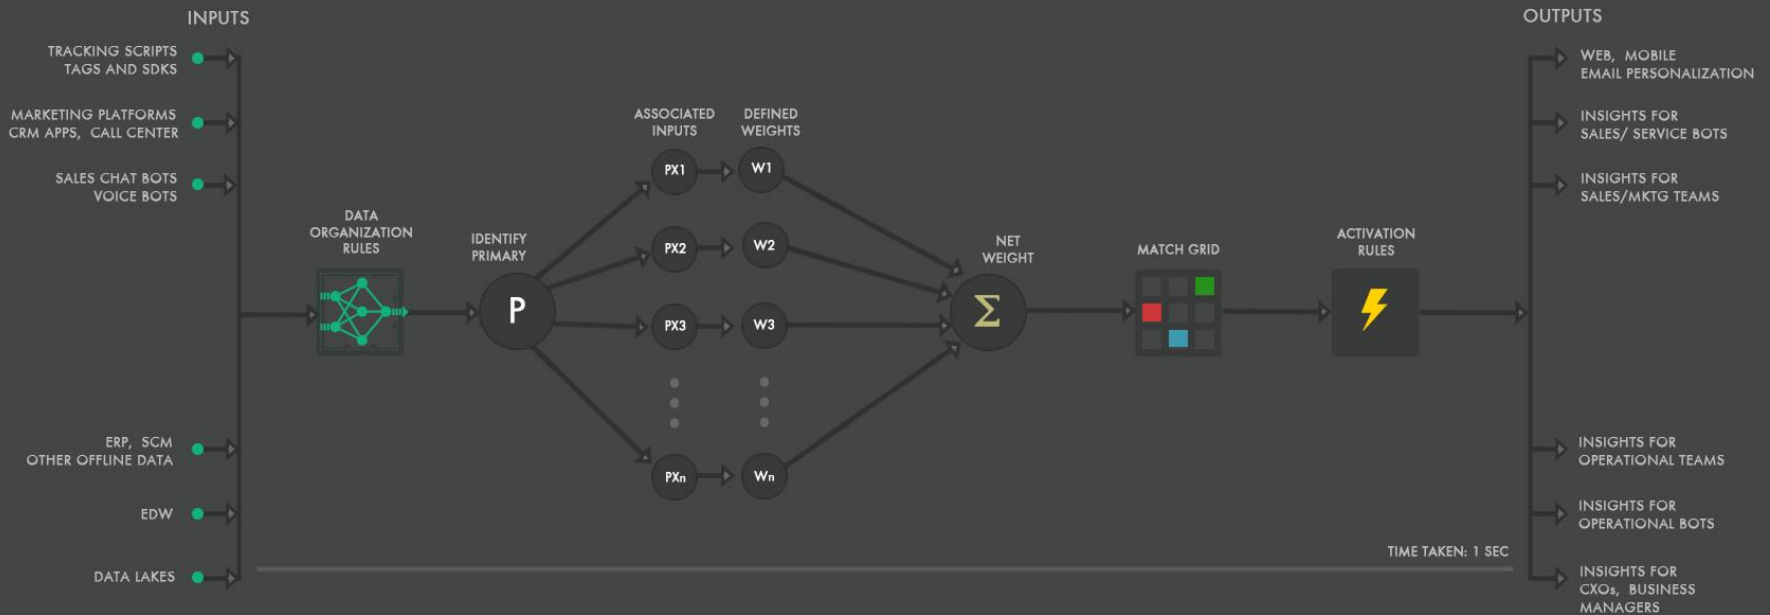 INPUTS
TRACKING SCRIPTS
TAGS AND SDKS
MARKETING PLATFORMS
CRM APPS, CALL CENTER
SALES CHAT BOTS
VOICE BOTS
ERP, SCM
OTHER OFFLINE DATA
EDW
DATA LAKES
DATA
ORGANIZATION
RULES
IDENTIFY
PRIMARY
P
ASSOCIATED
INPUTS
DEFINED
WEIGHTS
PX1
W1
PX2
W2
PX3
W3
PXn
Wn
NET
WEIGHT
Σ
MATCH GRID
ACTIVATION
RULES
TIME TAKEN: 1 SEC
OUTPUTS
WEB, MOBILE
EMAIL PERSONALIZATION
INSIGHTS FOR
SALES/ SERVICE BOTS
INSIGHTS FOR
SALES/MKTG TEAMS
INSIGHTS FOR
OPERATIONAL TEAMS
INSIGHTS FOR
OPERATIONAL BOTS
INSIGHTS FOR
CXOs, BUSINESS
MANAGERS